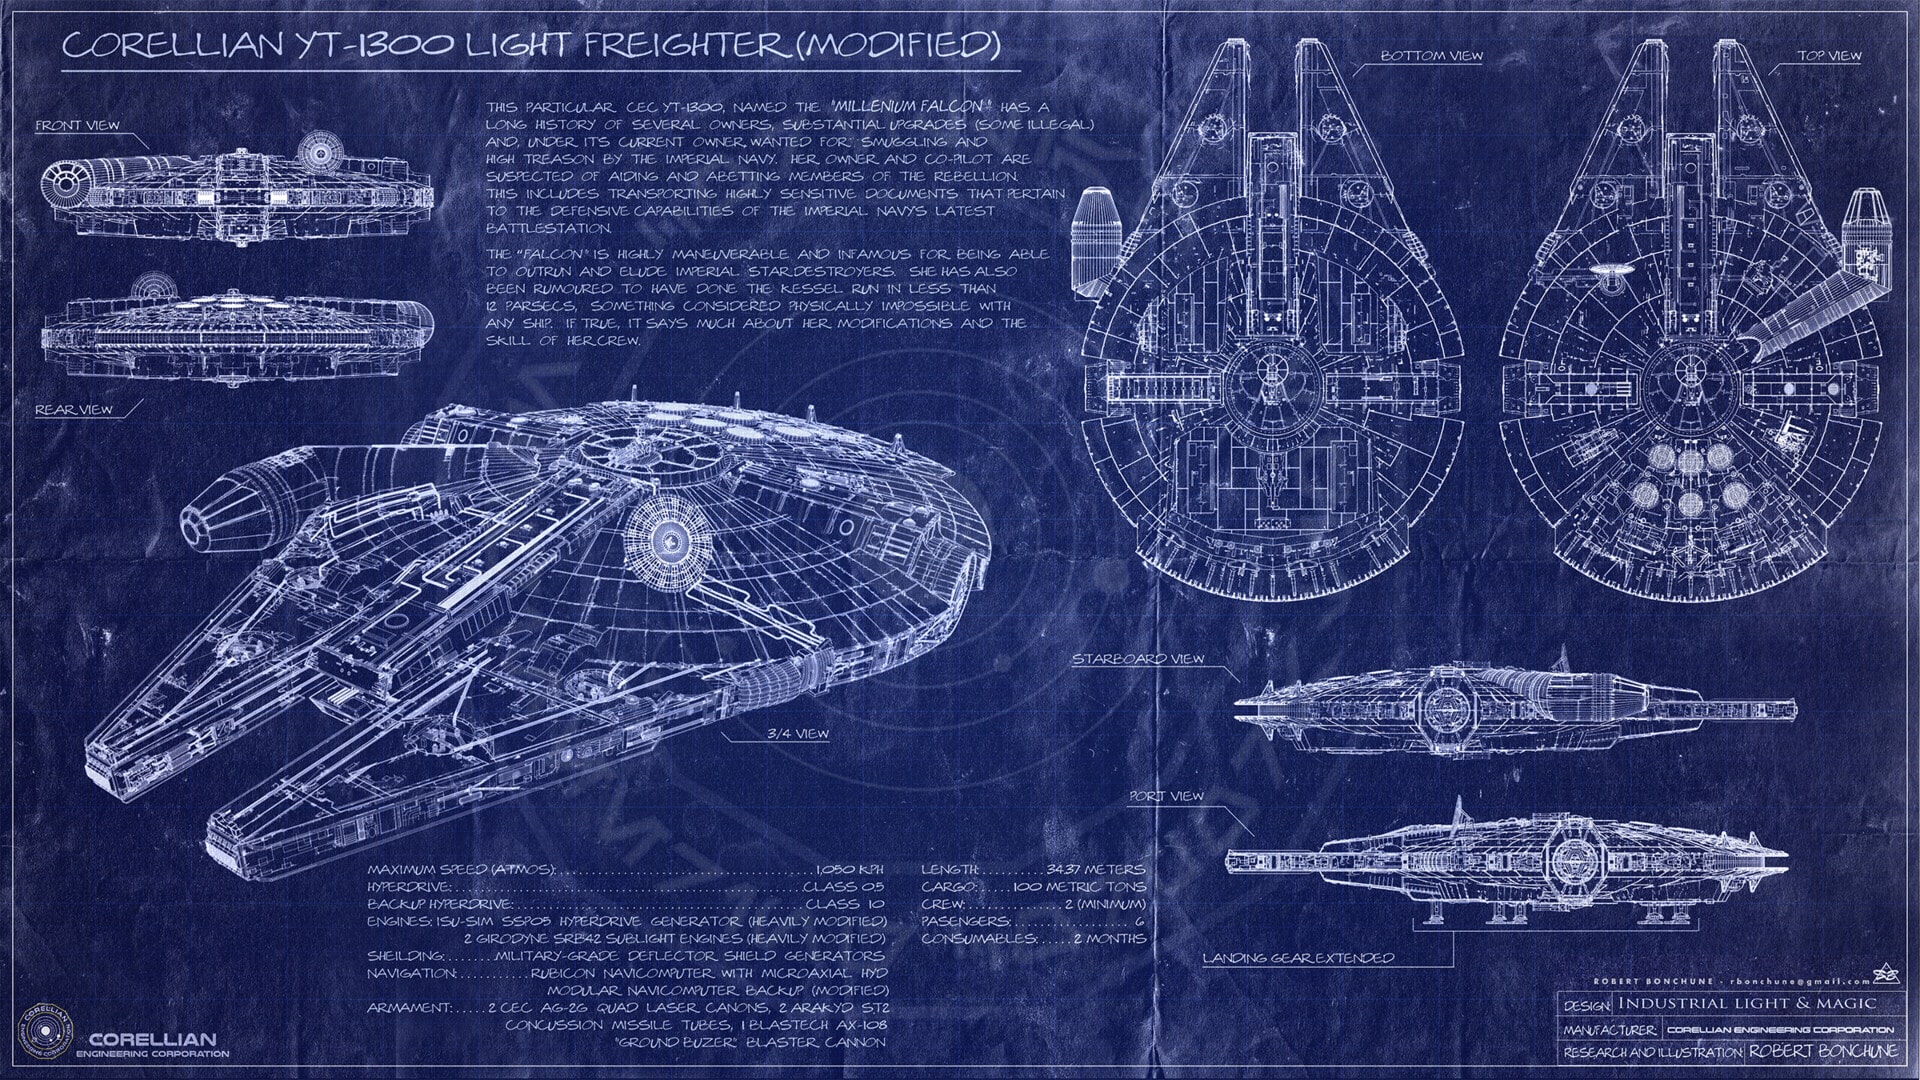 CORELLIAN YT-1300 LIGHT FREIGHTER (MODIFIED)
FRONT VIEW
REAR VIEW
THIS PARTICULAR CEC YT-1300, NAMED THE "MILLENIUM FALCON" HAS A
LONG HISTORY OF SEVERAL OWNERS, SUBSTANTIAL UPGRADES (SOME ILLEGAL)
AND, UNDER IT'S CURRENT OWNER, WANTED FOR: SMUGGLING AND
HIGH TREASON BY THE IMPERIAL NAVY. HER OWNER AND CO-PILOT ARE
SUSPECTED OF AIDING AND ABETTING MEMBERS OF THE REBELLION.
THIS INCLUDES TRANSPORTING HIGHLY SENSITIVE DOCUMENTS THAT PERTAIN
TO THE DEFENSIVE CAPABILITIES OF THE IMPERIAL NAVYS LATEST
BATTLESTATION.
THE "FALCON" IS HIGHLY MANEUVERABLE AND INFAMOUS FOR BEING ABLE
TO OUTRUN AND ELUDE IMPERIAL STAR DESTROYERS. SHE HAS ALSO
BEEN RUMOURED TO HAVE DONE THE KESSEL RUN IN LESS THAN
12 PARSECS, SOMETHING CONSIDERED PHYSICALLY IMPOSSIBLE WITH
ANY SHIP. IF TRUE, IT SAYS MUCH ABOUT HER MODIFICATIONS AND THE
SKILL OF HER CREW.
BOTTOM VIEW
TOP VIEW
3/4 VIEW
STARBOARD VIEW
PORT VIEW
LANDING GEAR EXTENDED
MAXIMUM SPEED (ATMOS):..........1,050 KPH
HYPERDRIVE:..........CLASS 0.5
BACKUP HYPERDRIVE:..........CLASS 10
ENGINES: ISU-SIM SSP05 HYPERDRIVE GENERATOR (HEAVILY MODIFIED)
2 GIRODYNE SRB42 SUBLIGHT ENGINES (HEAVILY MODIFIED)
SHEILDING:.......MILITARY-GRADE DEFLECTOR SHIELD GENERATORS
NAVIGATION:..........RUBICON NAVICOMPUTER WITH MICROAXIAL HYD
MODULAR NAVICOMPUTER BACKUP (MODIFIED)
ARMAMENT:.....2 CEC AG-2G QUAD LASER CANONS, 2 ARAKYD ST2
CONCUSSION MISSILE TUBES, 1 BLASTECH AX-108
"GROUND BUZER" BLASTER CANNON
LENGTH:.........34.37 METERS
CARGO:.....100 METRIC TONS
CREW:..........2 (MINIMUM)
PASENGERS:..........6
CONSUMABLES:.....2 MONTHS
CORELLIAN
ENGINEERING CORPORATION
ROBERT BONCHUNE - rbonchune@gmail.com
DESIGN: INDUSTRIAL LIGHT & MAGIC
MANUFACTURER: CORELLIAN ENGINEERING CORPORATION
RESEARCH AND ILLUSTRATION: ROBERT BONCHUNE